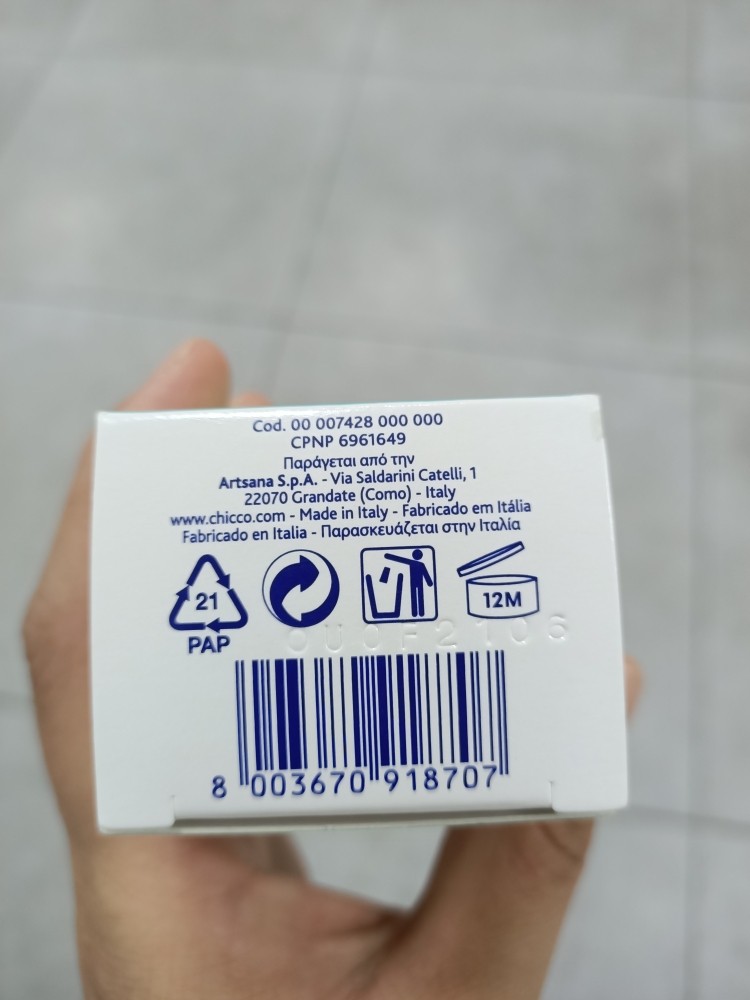 Cod. 00 007428 000 000
CPNP 6961649
Παράγεται από την
Artsana S.p.A. - Via Saldarini Catelli, 1
22070 Grandate (Como) - Italy
www.chicco.com - Made in Italy - Fabricado em Itália
Fabricado en Italia - Παρασκευάζεται στην Ιταλία
21
PAP
12M
8 003670 918707